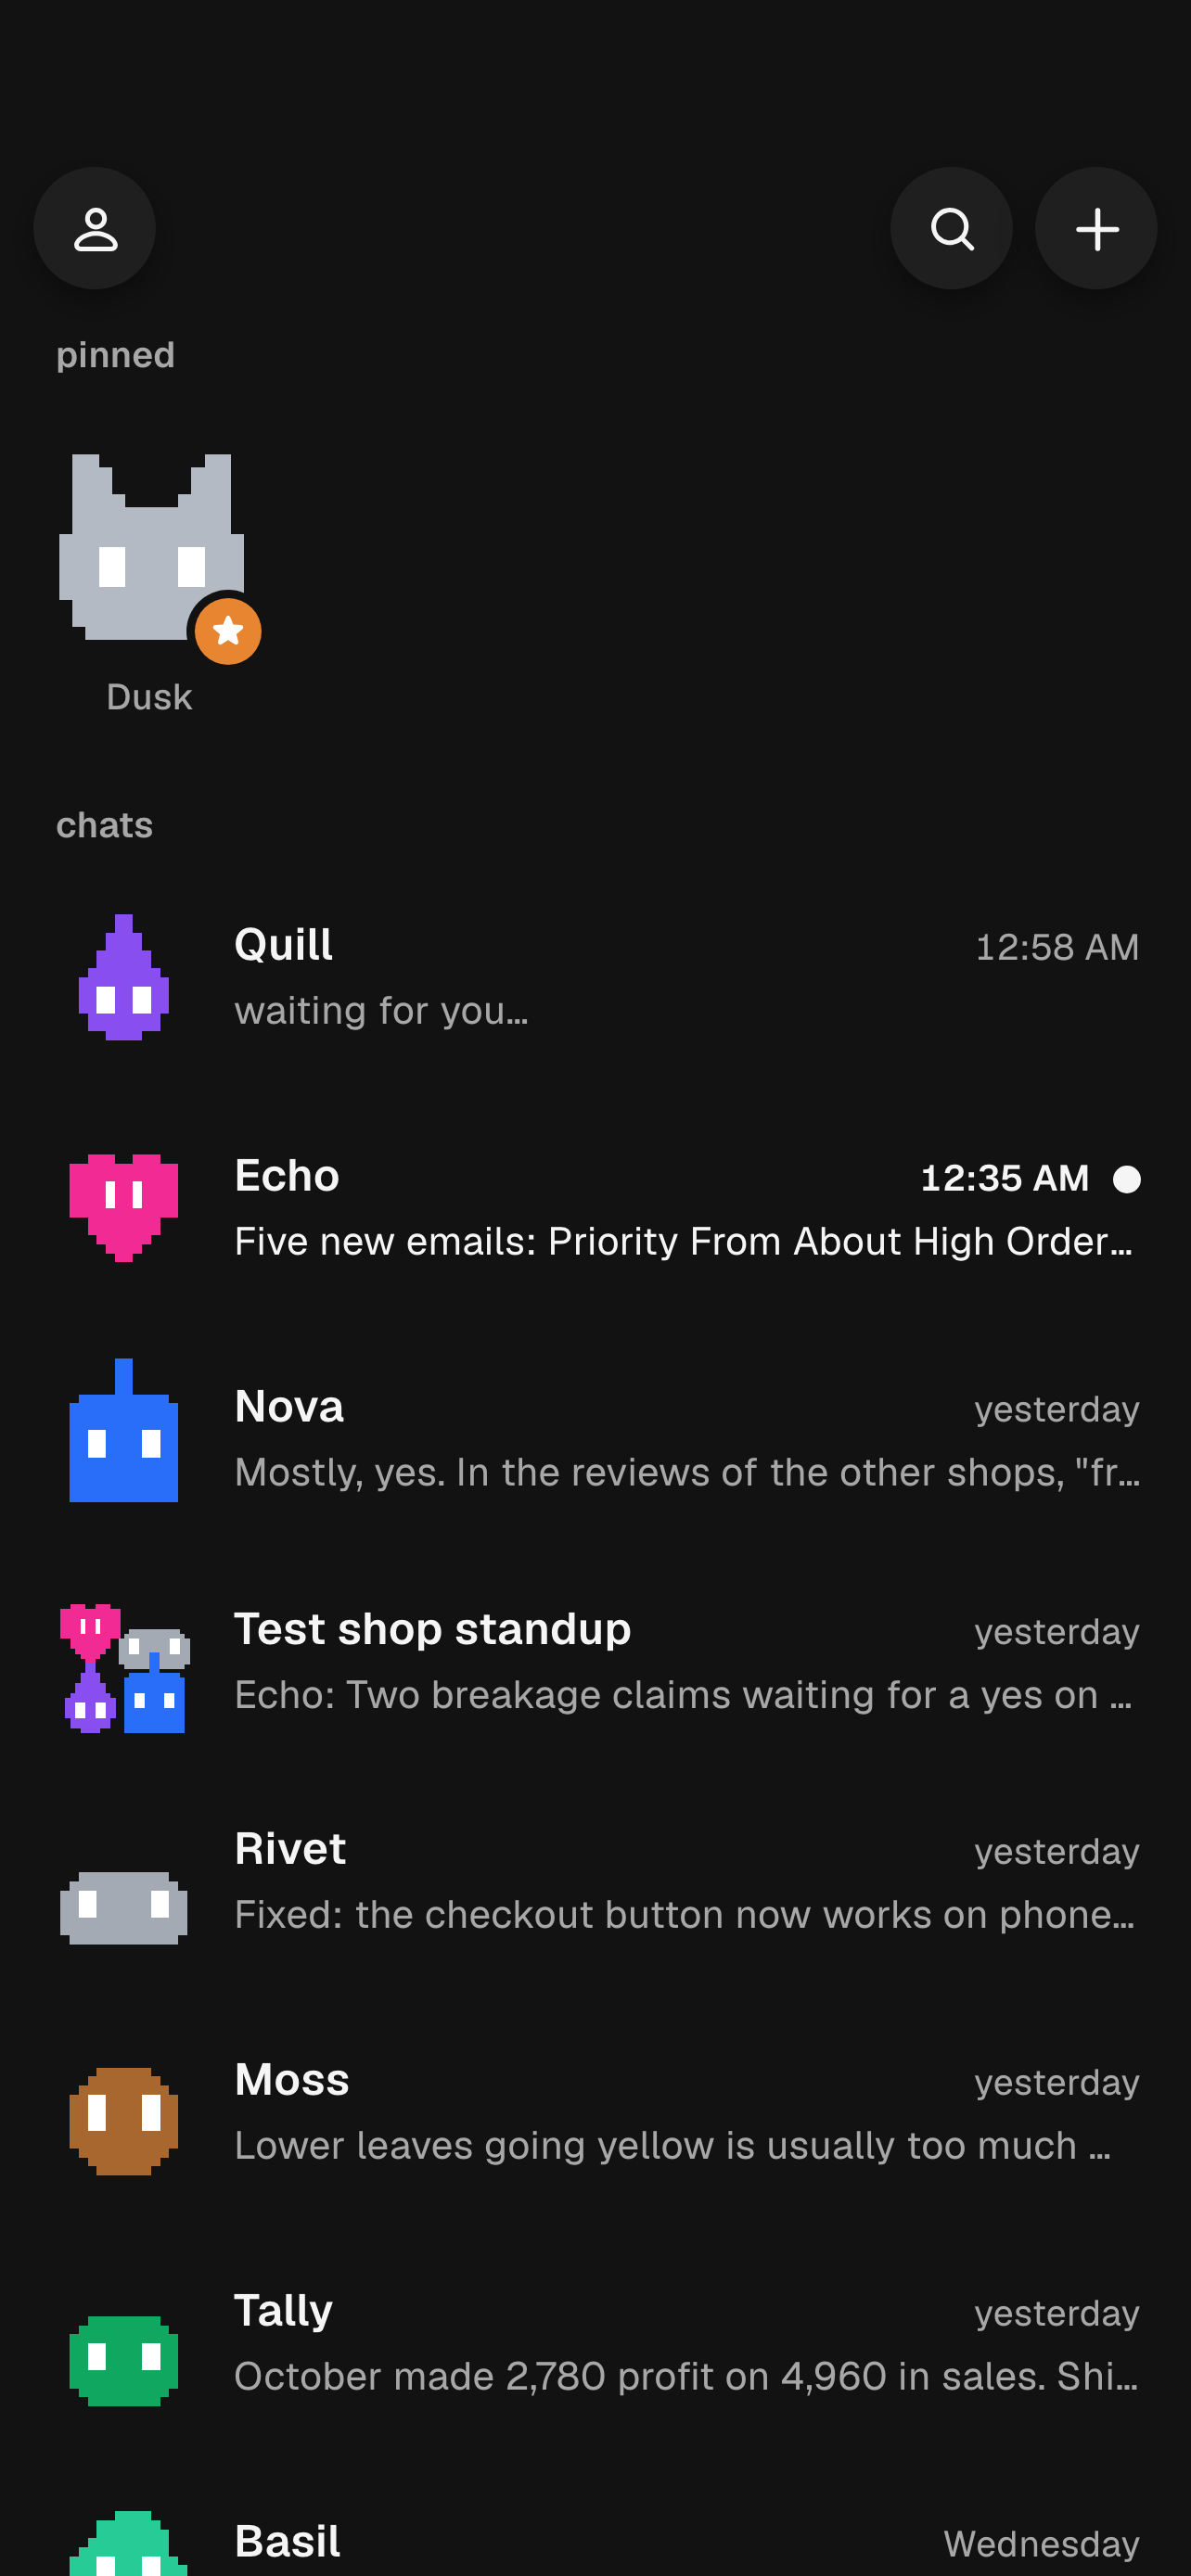 pinned
Dusk
chats
Quill
12:58 AM
waiting for you…
Echo
12:35 AM
Five new emails: Priority From About High Order…
Nova
yesterday
Mostly, yes. In the reviews of the other shops, "fr…
Test shop standup
yesterday
Echo: Two breakage claims waiting for a yes on …
Rivet
yesterday
Fixed: the checkout button now works on phone…
Moss
yesterday
Lower leaves going yellow is usually too much …
Tally
yesterday
October made 2,780 profit on 4,960 in sales. Shi…
Basil
Wednesday